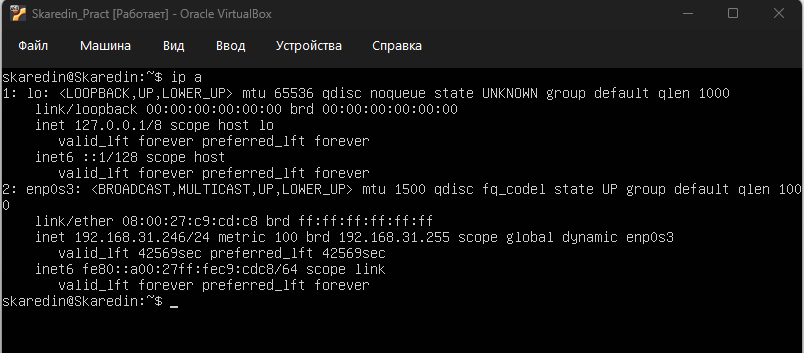 Skaredin_Pract [Работает] - Oracle VirtualBox
Файл Машина Вид Ввод Устройства Справка
skaredin@Skaredin:~$ ip a
1: lo: <LOOPBACK,UP,LOWER_UP> mtu 65536 qdisc noqueue state UNKNOWN group default qlen 1000
    link/loopback 00:00:00:00:00:00 brd 00:00:00:00:00:00
    inet 127.0.0.1/8 scope host lo
       valid_lft forever preferred_lft forever
    inet6 ::1/128 scope host
       valid_lft forever preferred_lft forever
2: enp0s3: <BROADCAST,MULTICAST,UP,LOWER_UP> mtu 1500 qdisc fq_codel state UP group default qlen 100
0
    link/ether 08:00:27:c9:cd:c8 brd ff:ff:ff:ff:ff:ff
    inet 192.168.31.246/24 metric 100 brd 192.168.31.255 scope global dynamic enp0s3
       valid_lft 42569sec preferred_lft 42569sec
    inet6 fe80::a00:27ff:fec9:cdc8/64 scope link
       valid_lft forever preferred_lft forever
skaredin@Skaredin:~$ _